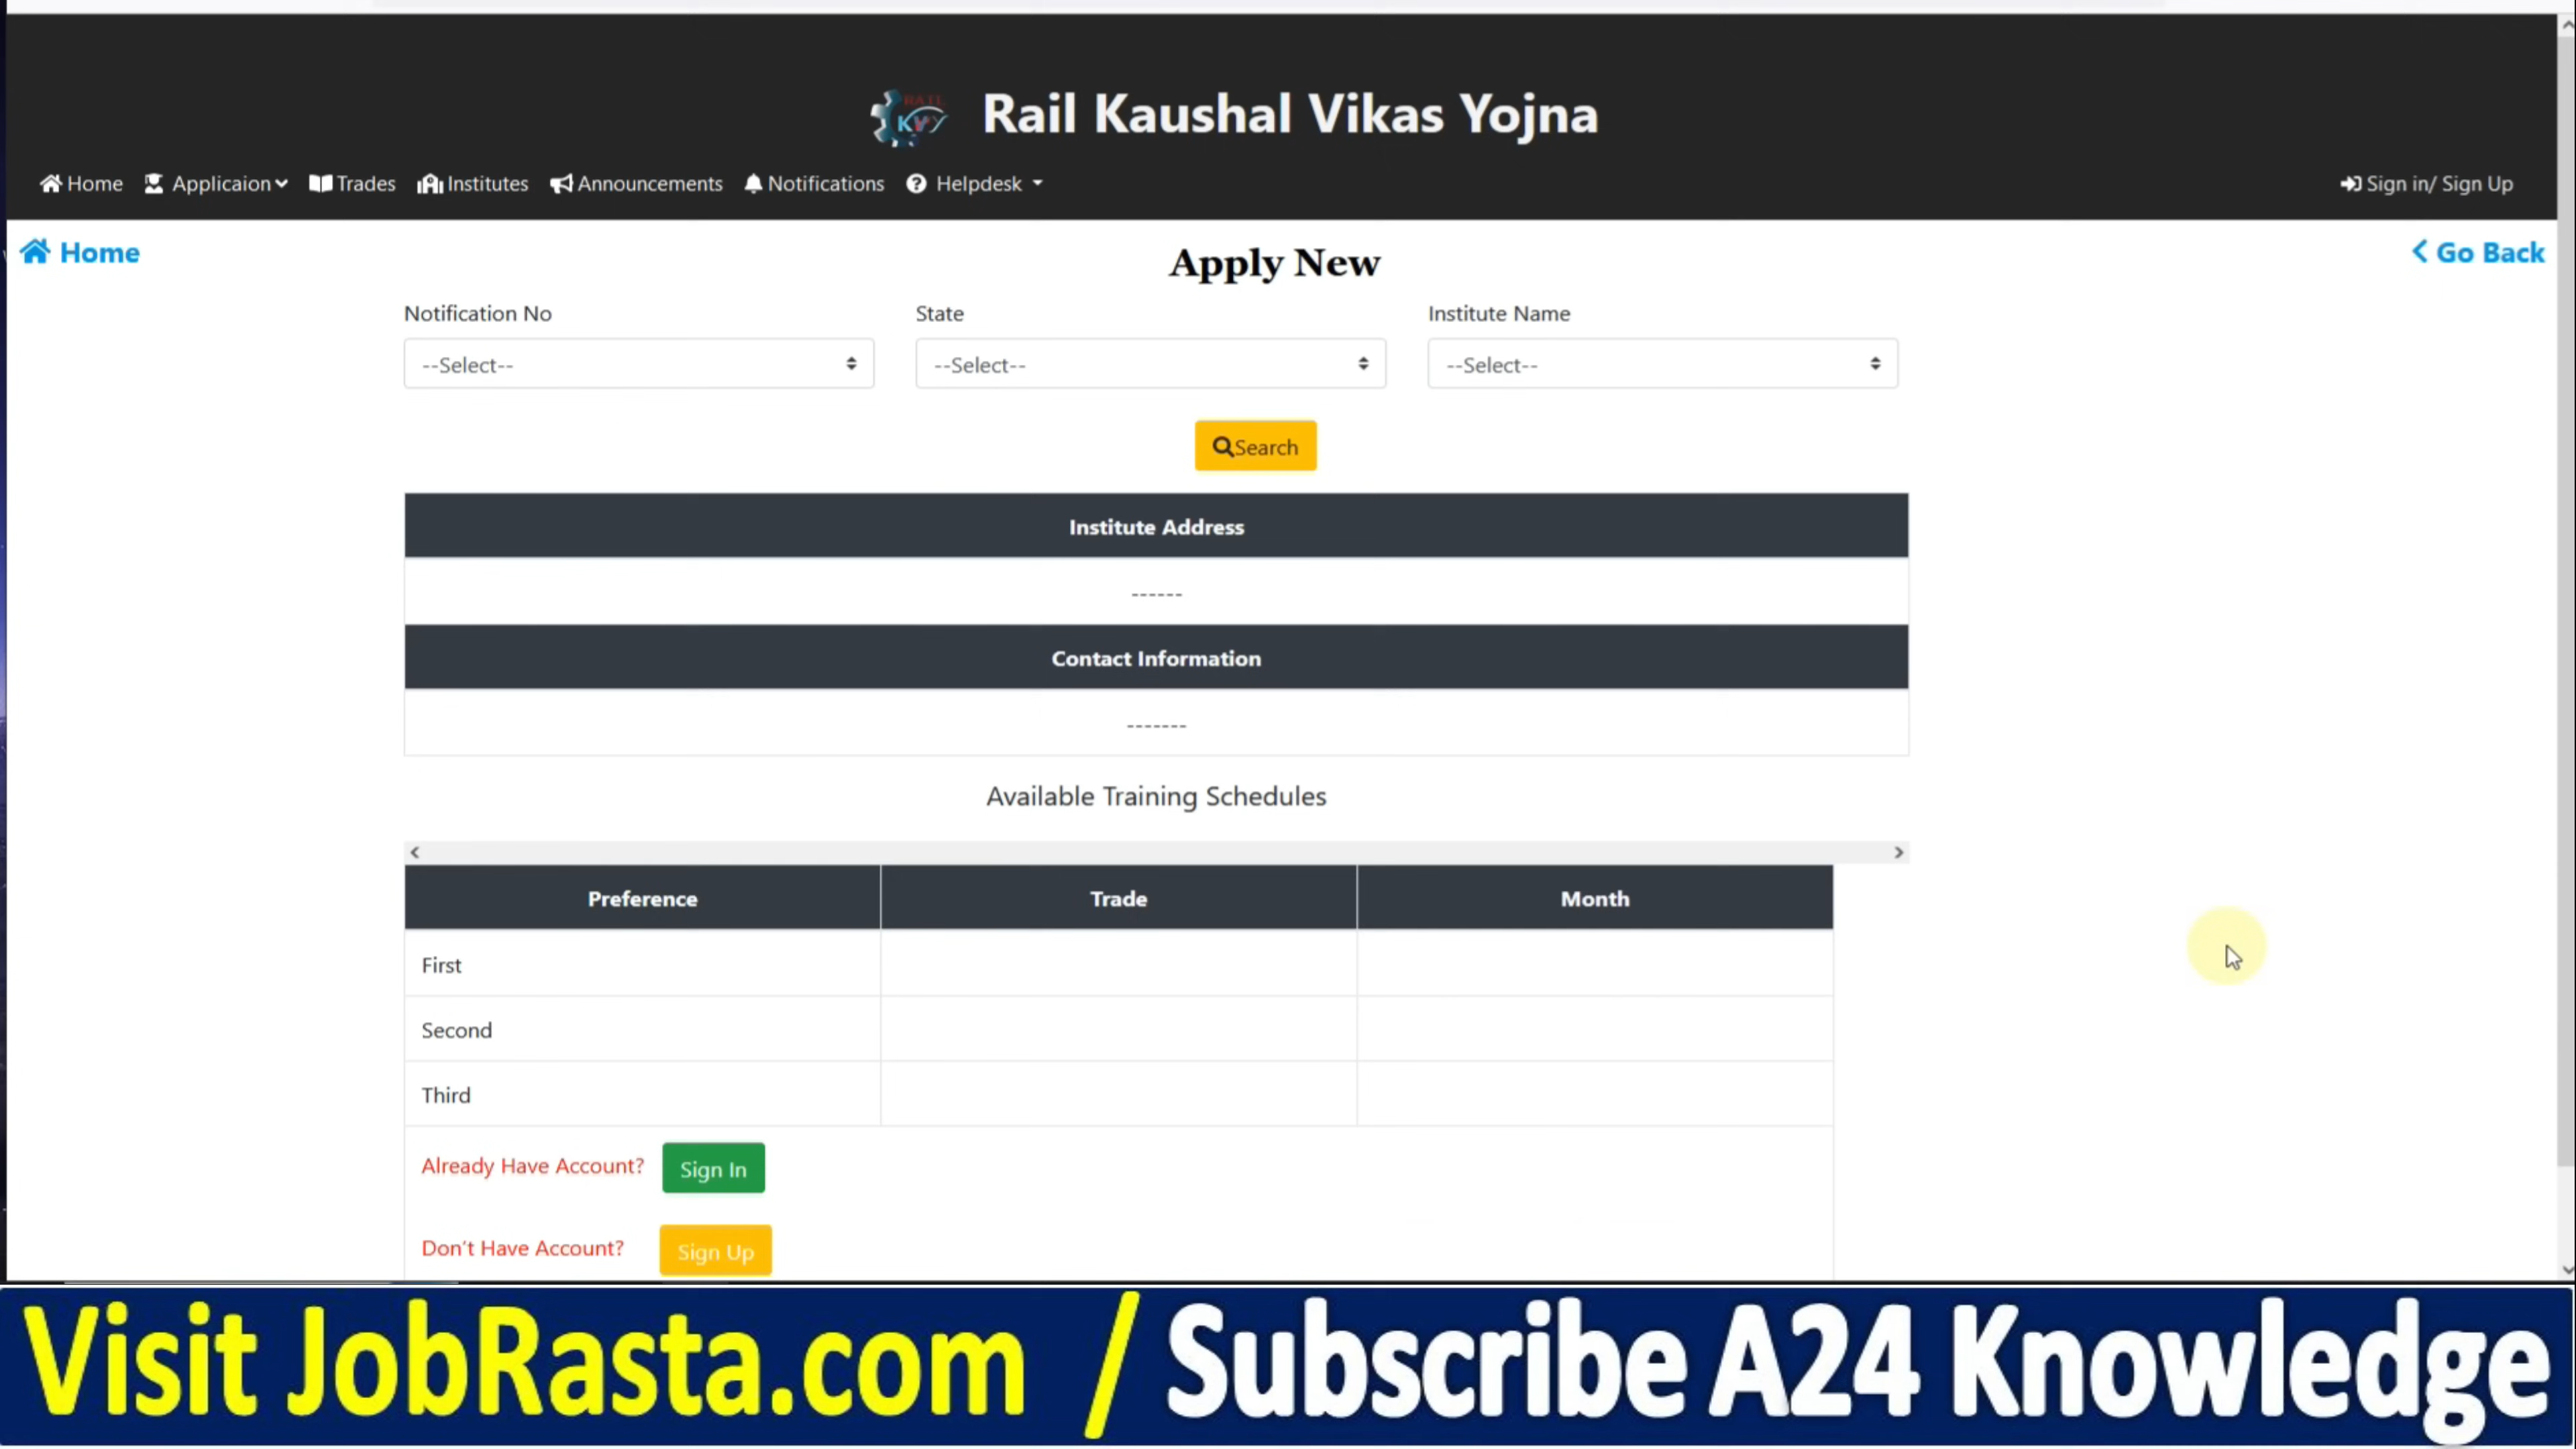 RAIL
KVY
Rail Kaushal Vikas Yojna
Home Applicaion Trades Institutes Announcements Notifications Helpdesk Sign in/ Sign Up
Home Apply New Go Back
Notification No State Institute Name
--Select-- --Select-- --Select--
Search
Institute Address
------
Contact Information
-------
Available Training Schedules
Preference Trade Month
First
Second
Third
Already Have Account? Sign In
Don't Have Account? Sign Up
Visit JobRasta.com / Subscribe A24 Knowledge